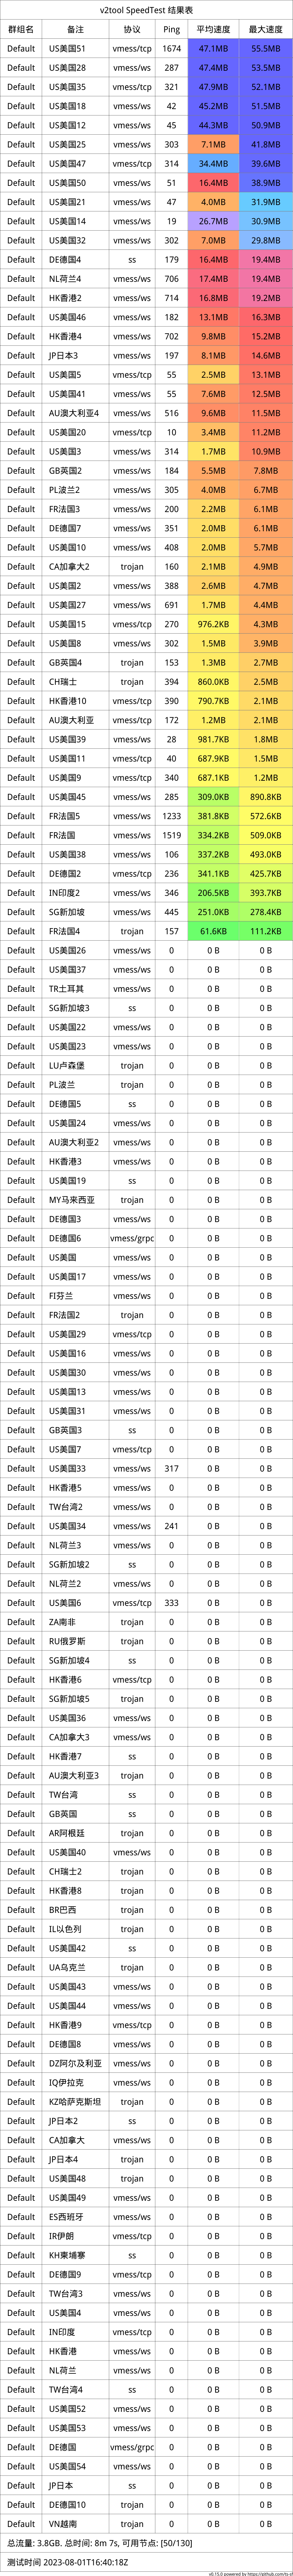 v2tool SpeedTest 结果表
群组名 备注 协议 Ping 平均速度 最大速度
Default US美国51 vmess/tcp 1674 47.1MB 55.5MB
Default US美国28 vmess/ws 287 47.4MB 53.5MB
Default US美国35 vmess/tcp 321 47.9MB 52.1MB
Default US美国18 vmess/ws 42 45.2MB 51.5MB
Default US美国12 vmess/ws 45 44.3MB 50.9MB
Default US美国25 vmess/ws 303 7.1MB 41.8MB
Default US美国47 vmess/tcp 314 34.4MB 39.6MB
Default US美国50 vmess/ws 51 16.4MB 38.9MB
Default US美国21 vmess/ws 47 4.0MB 31.9MB
Default US美国14 vmess/ws 19 26.7MB 30.9MB
Default US美国32 vmess/ws 302 7.0MB 29.8MB
Default DE德国4 ss 179 16.4MB 19.4MB
Default NL荷兰4 vmess/ws 706 17.4MB 19.4MB
Default HK香港2 vmess/ws 714 16.8MB 19.2MB
Default US美国46 vmess/ws 182 13.1MB 16.3MB
Default HK香港4 vmess/ws 702 9.8MB 15.2MB
Default JP日本3 vmess/ws 197 8.1MB 14.6MB
Default US美国5 vmess/tcp 55 2.5MB 13.1MB
Default US美国41 vmess/ws 55 7.6MB 12.5MB
Default AU澳大利亚4 vmess/ws 516 9.6MB 11.5MB
Default US美国20 vmess/tcp 10 3.4MB 11.2MB
Default US美国3 vmess/ws 314 1.7MB 10.9MB
Default GB英国2 vmess/ws 184 5.5MB 7.8MB
Default PL波兰2 vmess/ws 305 4.0MB 6.7MB
Default FR法国3 vmess/ws 200 2.2MB 6.1MB
Default DE德国7 vmess/ws 351 2.0MB 6.1MB
Default US美国10 vmess/ws 408 2.0MB 5.7MB
Default CA加拿大2 trojan 160 2.1MB 4.9MB
Default US美国2 vmess/ws 388 2.6MB 4.7MB
Default US美国27 vmess/ws 691 1.7MB 4.4MB
Default US美国15 vmess/tcp 270 976.2KB 4.3MB
Default US美国8 vmess/ws 302 1.5MB 3.9MB
Default GB英国4 trojan 153 1.3MB 2.7MB
Default CH瑞士 trojan 394 860.0KB 2.5MB
Default HK香港10 vmess/tcp 390 790.7KB 2.1MB
Default AU澳大利亚 vmess/tcp 172 1.2MB 2.1MB
Default US美国39 vmess/ws 28 981.7KB 1.8MB
Default US美国11 vmess/tcp 40 687.9KB 1.5MB
Default US美国9 vmess/tcp 340 687.1KB 1.2MB
Default US美国45 vmess/ws 285 309.0KB 890.8KB
Default FR法国5 vmess/ws 1233 381.8KB 572.6KB
Default FR法国 vmess/ws 1519 334.2KB 509.0KB
Default US美国38 vmess/ws 106 337.2KB 493.0KB
Default DE德国2 vmess/tcp 236 341.1KB 425.7KB
Default IN印度2 vmess/ws 346 206.5KB 393.7KB
Default SG新加坡 vmess/ws 445 251.0KB 278.4KB
Default FR法国4 trojan 157 61.6KB 111.2KB
Default US美国26 vmess/ws 0 0 B 0 B
Default US美国37 vmess/ws 0 0 B 0 B
Default TR土耳其 vmess/ws 0 0 B 0 B
Default SG新加坡3 ss 0 0 B 0 B
Default US美国22 vmess/ws 0 0 B 0 B
Default US美国23 vmess/ws 0 0 B 0 B
Default LU卢森堡 trojan 0 0 B 0 B
Default PL波兰 trojan 0 0 B 0 B
Default DE德国5 ss 0 0 B 0 B
Default US美国24 vmess/ws 0 0 B 0 B
Default AU澳大利亚2 vmess/ws 0 0 B 0 B
Default HK香港3 vmess/ws 0 0 B 0 B
Default US美国19 ss 0 0 B 0 B
Default MY马来西亚 trojan 0 0 B 0 B
Default DE德国3 vmess/ws 0 0 B 0 B
Default DE德国6 vmess/grpc 0 0 B 0 B
Default US美国 vmess/ws 0 0 B 0 B
Default US美国17 vmess/ws 0 0 B 0 B
Default FI芬兰 vmess/ws 0 0 B 0 B
Default FR法国2 trojan 0 0 B 0 B
Default US美国29 vmess/tcp 0 0 B 0 B
Default US美国16 vmess/ws 0 0 B 0 B
Default US美国30 vmess/ws 0 0 B 0 B
Default US美国13 vmess/ws 0 0 B 0 B
Default US美国31 vmess/ws 0 0 B 0 B
Default GB英国3 ss 0 0 B 0 B
Default US美国7 vmess/tcp 0 0 B 0 B
Default US美国33 vmess/ws 317 0 B 0 B
Default HK香港5 vmess/ws 0 0 B 0 B
Default TW台湾2 vmess/ws 0 0 B 0 B
Default US美国34 vmess/ws 241 0 B 0 B
Default NL荷兰3 vmess/ws 0 0 B 0 B
Default SG新加坡2 ss 0 0 B 0 B
Default NL荷兰2 vmess/ws 0 0 B 0 B
Default US美国6 vmess/tcp 333 0 B 0 B
Default ZA南非 trojan 0 0 B 0 B
Default RU俄罗斯 trojan 0 0 B 0 B
Default SG新加坡4 ss 0 0 B 0 B
Default HK香港6 vmess/tcp 0 0 B 0 B
Default SG新加坡5 trojan 0 0 B 0 B
Default US美国36 vmess/ws 0 0 B 0 B
Default CA加拿大3 vmess/ws 0 0 B 0 B
Default HK香港7 ss 0 0 B 0 B
Default AU澳大利亚3 trojan 0 0 B 0 B
Default TW台湾 ss 0 0 B 0 B
Default GB英国 ss 0 0 B 0 B
Default AR阿根廷 trojan 0 0 B 0 B
Default US美国40 vmess/ws 0 0 B 0 B
Default CH瑞士2 trojan 0 0 B 0 B
Default HK香港8 trojan 0 0 B 0 B
Default BR巴西 trojan 0 0 B 0 B
Default IL以色列 trojan 0 0 B 0 B
Default US美国42 ss 0 0 B 0 B
Default UA乌克兰 trojan 0 0 B 0 B
Default US美国43 vmess/ws 0 0 B 0 B
Default US美国44 vmess/ws 0 0 B 0 B
Default HK香港9 vmess/tcp 0 0 B 0 B
Default DE德国8 vmess/ws 0 0 B 0 B
Default DZ阿尔及利亚 vmess/ws 0 0 B 0 B
Default IQ伊拉克 vmess/ws 0 0 B 0 B
Default KZ哈萨克斯坦 trojan 0 0 B 0 B
Default JP日本2 ss 0 0 B 0 B
Default CA加拿大 vmess/ws 0 0 B 0 B
Default JP日本4 trojan 0 0 B 0 B
Default US美国48 trojan 0 0 B 0 B
Default US美国49 vmess/ws 0 0 B 0 B
Default ES西班牙 vmess/ws 0 0 B 0 B
Default IR伊朗 vmess/tcp 0 0 B 0 B
Default KH柬埔寨 ss 0 0 B 0 B
Default DE德国9 vmess/tcp 0 0 B 0 B
Default TW台湾3 vmess/ws 0 0 B 0 B
Default US美国4 vmess/ws 0 0 B 0 B
Default IN印度 vmess/tcp 0 0 B 0 B
Default HK香港 vmess/ws 0 0 B 0 B
Default NL荷兰 vmess/ws 0 0 B 0 B
Default TW台湾4 ss 0 0 B 0 B
Default US美国52 vmess/ws 0 0 B 0 B
Default US美国53 vmess/ws 0 0 B 0 B
Default DE德国 vmess/grpc 0 0 B 0 B
Default US美国54 vmess/ws 0 0 B 0 B
Default JP日本 ss 0 0 B 0 B
Default DE德国10 trojan 0 0 B 0 B
Default VN越南 trojan 0 0 B 0 B
总流量: 3.8GB. 总时间: 8m 7s, 可用节点: [50/130]
测试时间 2023-08-01T16:40:18Z